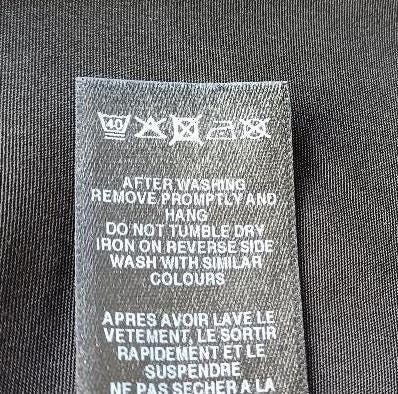 40
AFTER WASHING
REMOVE PROMPTLY AND
HANG
DO NOT TUMBLE DRY
IRON ON REVERSE SIDE
WASH WITH SIMILAR
COLOURS
APRES AVOIR LAVE LE
VETEMENT, LE SORTIR
RAPIDEMENT ET LE
SUSPENDRE
NE PAS SECHER A LA